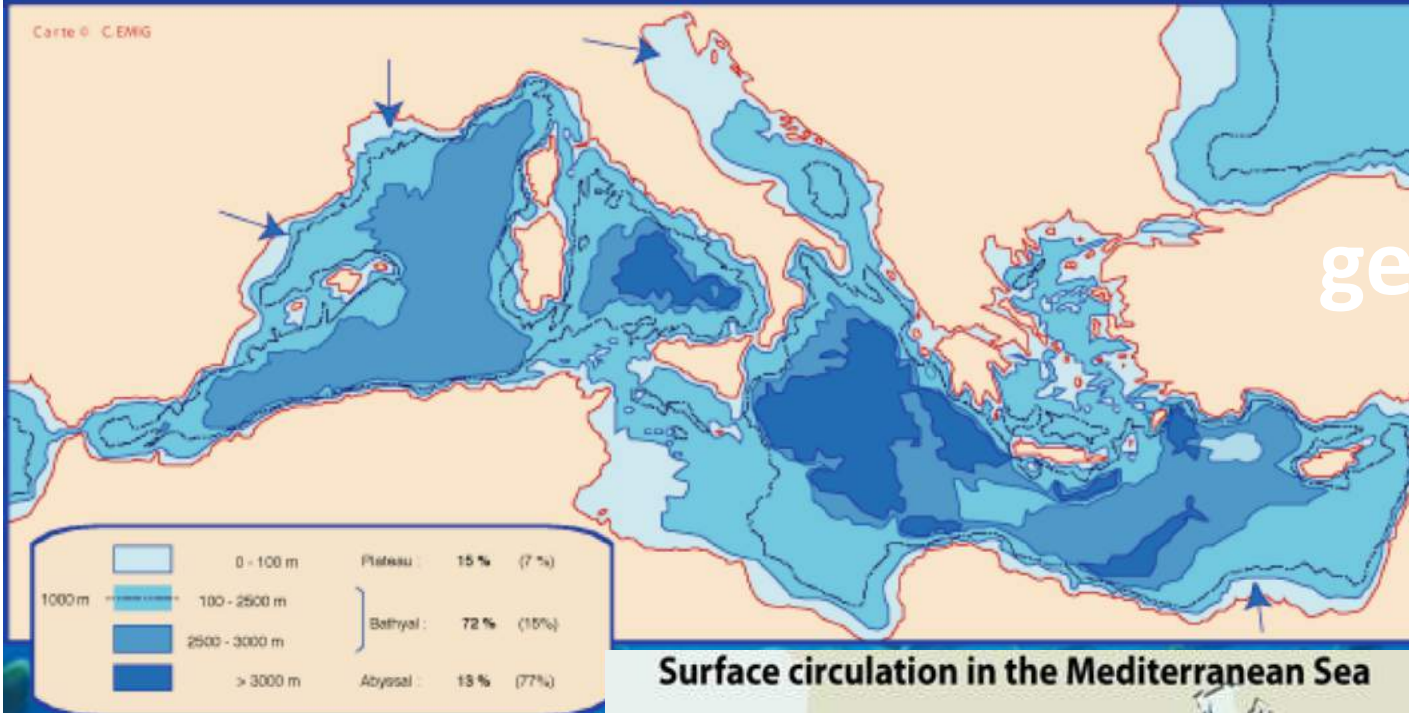 Carte © C.EMIG
ge
0 - 100 m Plateau : 15 % (7 %)
1000 m 100 - 2500 m
Bathyal : 72 % (15%)
2500 - 3000 m
> 3000 m Abyssal : 13 % (77%)
Surface circulation in the Mediterranean Sea